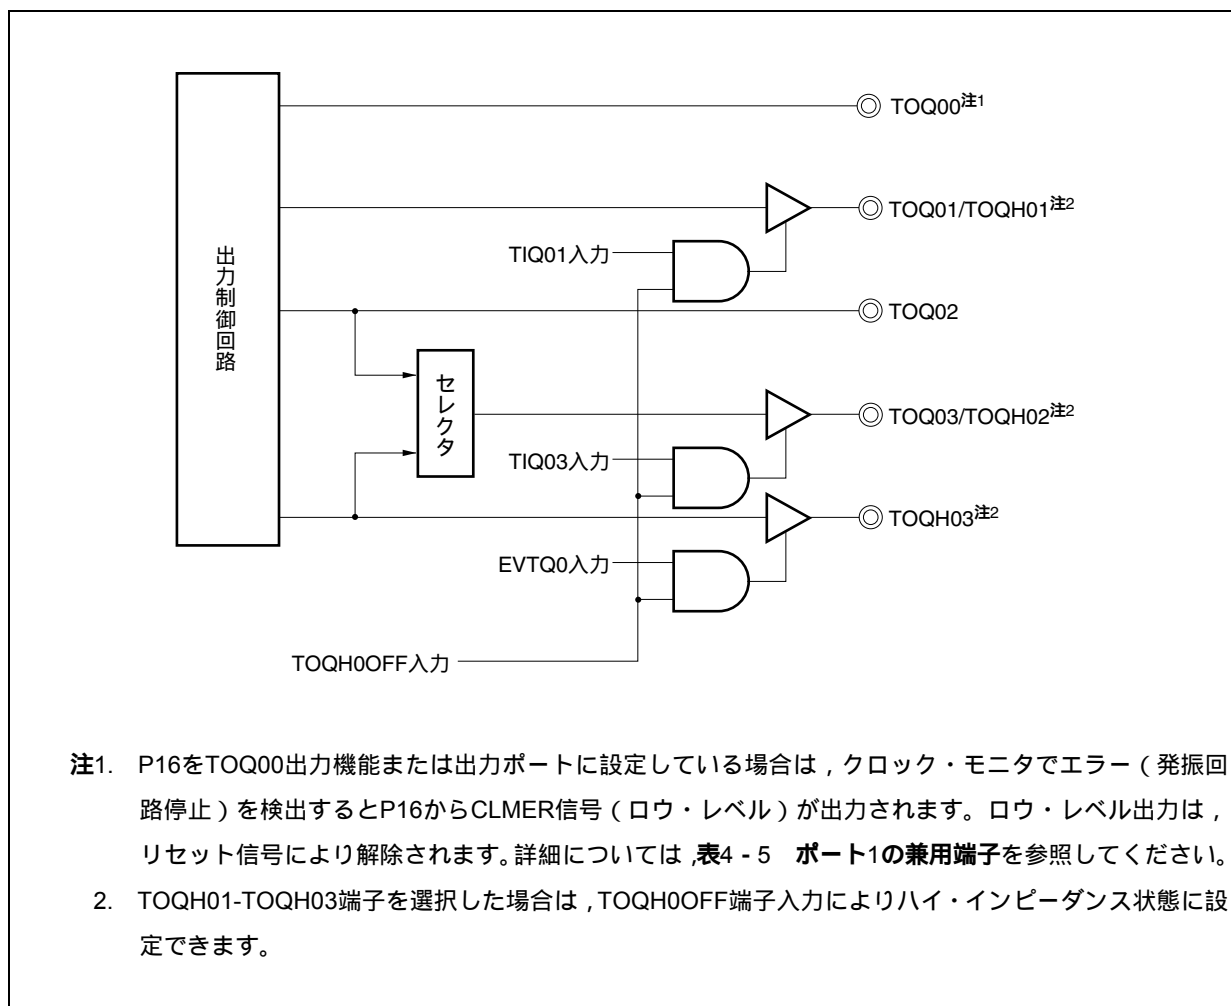 TOQ00注1
TOQ01/TOQH01注2
TIQ01入力
出力制御回路
TOQ02
セレクタ
TOQ03/TOQH02注2
TIQ03入力
TOQH03注2
EVTQ0入力
TOQH0OFF入力
注1. P16をTOQ00出力機能または出力ポートに設定している場合は，クロック・モニタでエラー（発振回
路停止）を検出するとP16からCLMER信号（ロウ・レベル）が出力されます。ロウ・レベル出力は，
リセット信号により解除されます。詳細については，表4 - 5 ポート1の兼用端子を参照してください。
2. TOQH01-TOQH03端子を選択した場合は，TOQH0OFF端子入力によりハイ・インピーダンス状態に設
定できます。